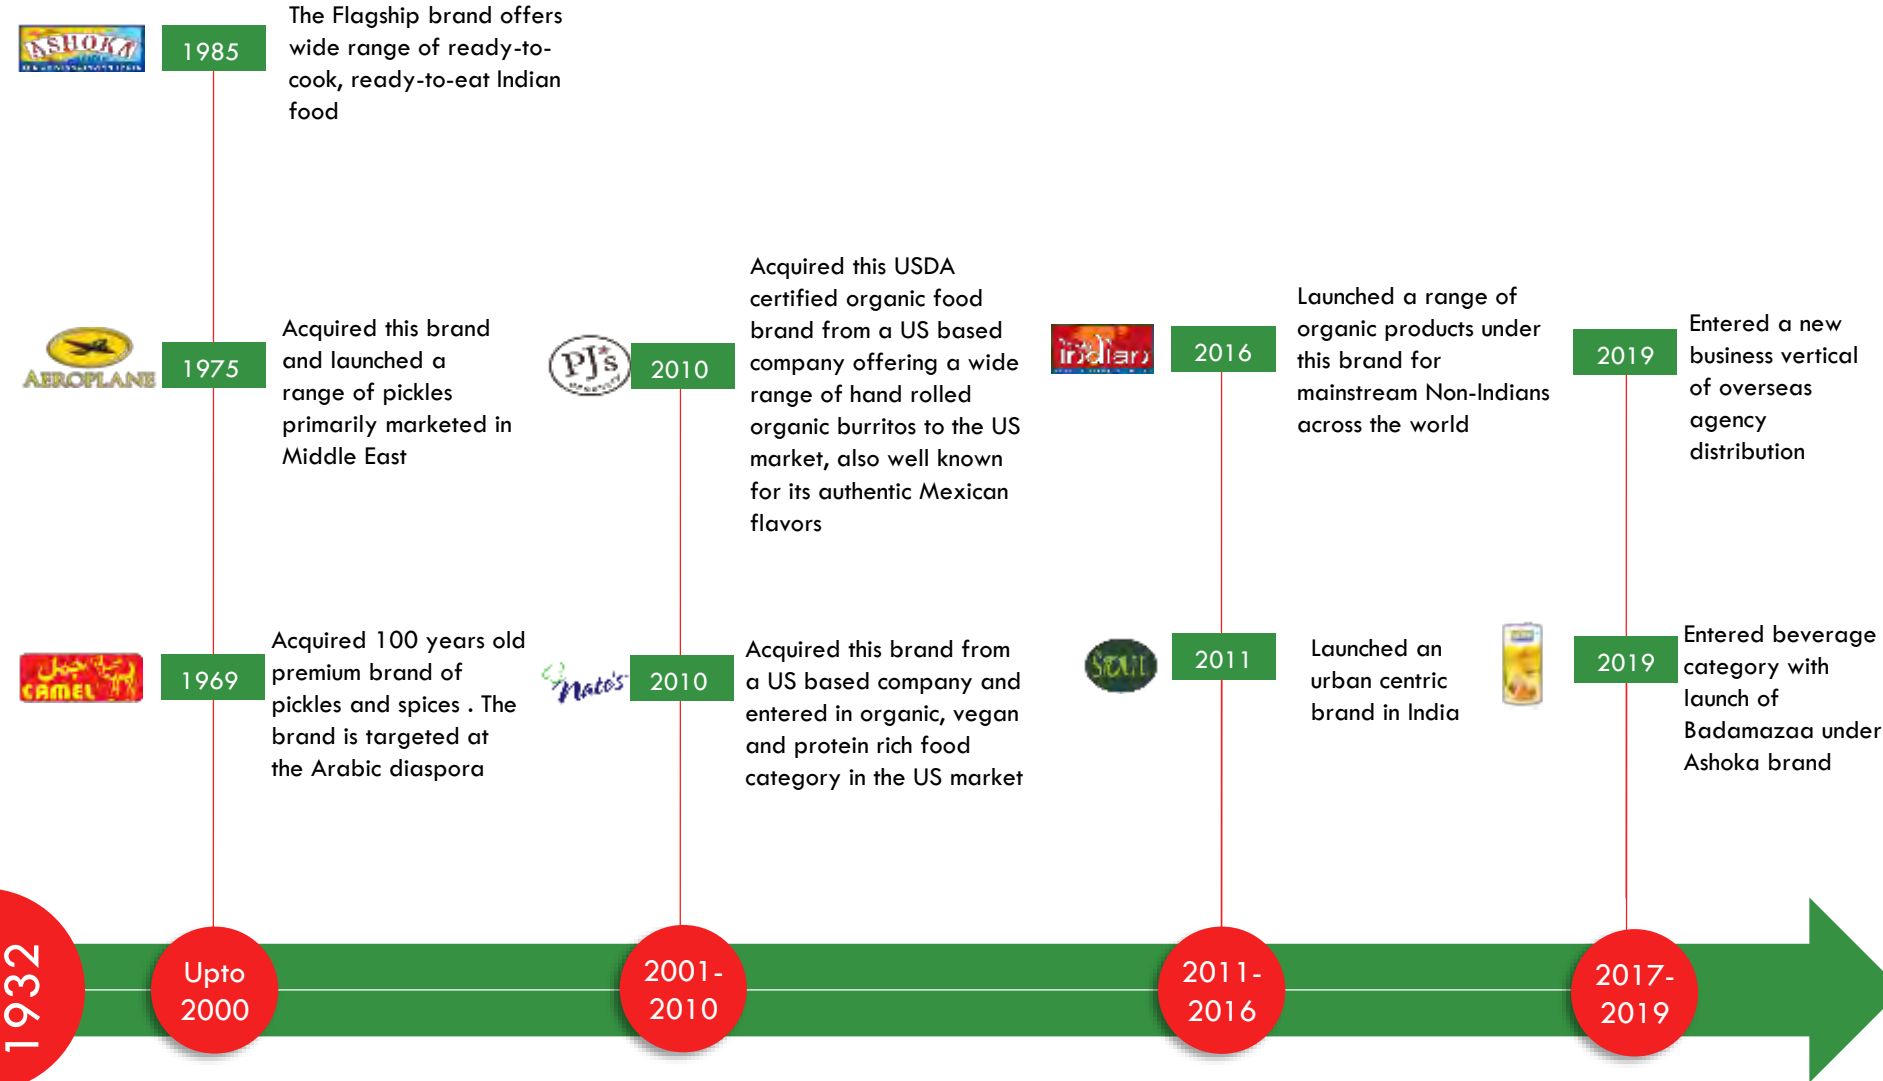 ASHOKA
1985
The Flagship brand offers
wide range of ready-to-
cook, ready-to-eat Indian
food
AEROPLANE
1975
Acquired this brand
and launched a
range of pickles
primarily marketed in
Middle East
CAMEL
1969
Acquired 100 years old
premium brand of
pickles and spices . The
brand is targeted at
the Arabic diaspora
PJ's
2010
Acquired this USDA
certified organic food
brand from a US based
company offering a wide
range of hand rolled
organic burritos to the US
market, also well known
for its authentic Mexican
flavors
Nate's
2010
Acquired this brand from
a US based company and
entered in organic, vegan
and protein rich food
category in the US market
indian
2016
Launched a range of
organic products under
this brand for
mainstream Non-Indians
across the world
2011
Launched an
urban centric
brand in India
2019
Entered a new
business vertical
of overseas
agency
distribution
2019
Entered beverage
category with
launch of
Badamazaa under
Ashoka brand
1932
Upto
2000
2001-
2010
2011-
2016
2017-
2019